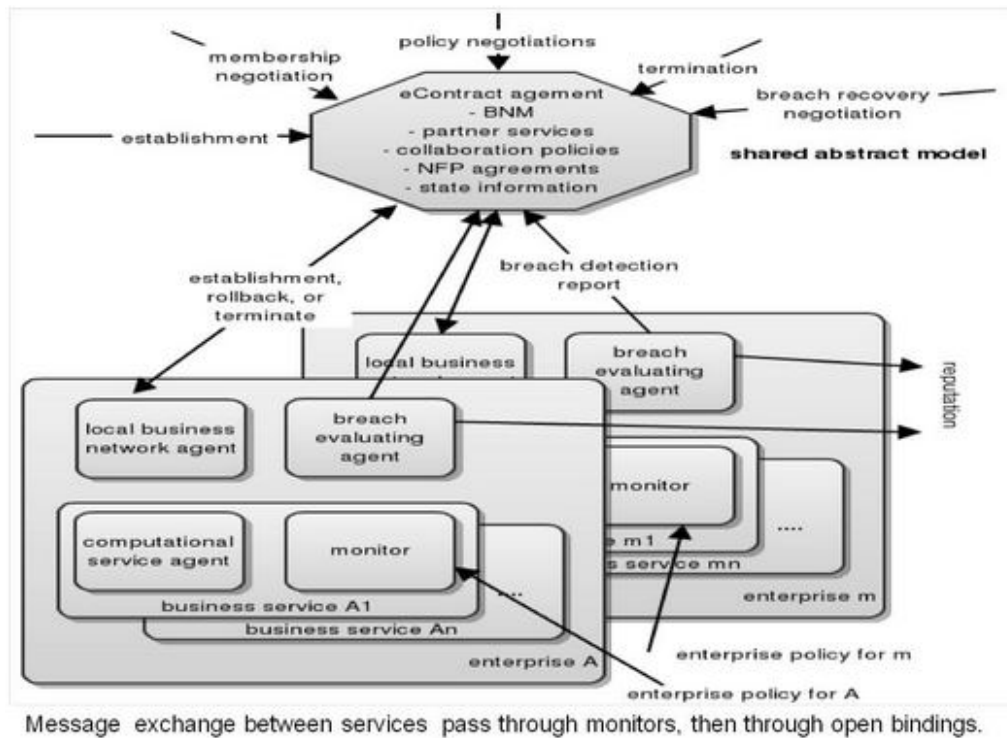 policy negotiations
membership
negotiation
termination
breach recovery
negotiation
establishment
eContract agement
- BNM
- partner services
- collaboration policies
- NFP agreements
- state information
shared abstract model
establishment,
rollback, or
terminate
breach detection
report
local business
breach
evaluating
agent
reputation
local business
network agent
breach
evaluating
agent
monitor
....
e m1
s service mn
enterprise m
computational
service agent
monitor
....
business service A1
business service An
enterprise A
enterprise policy for m
enterprise policy for A
Message exchange between services pass through monitors, then through open bindings.